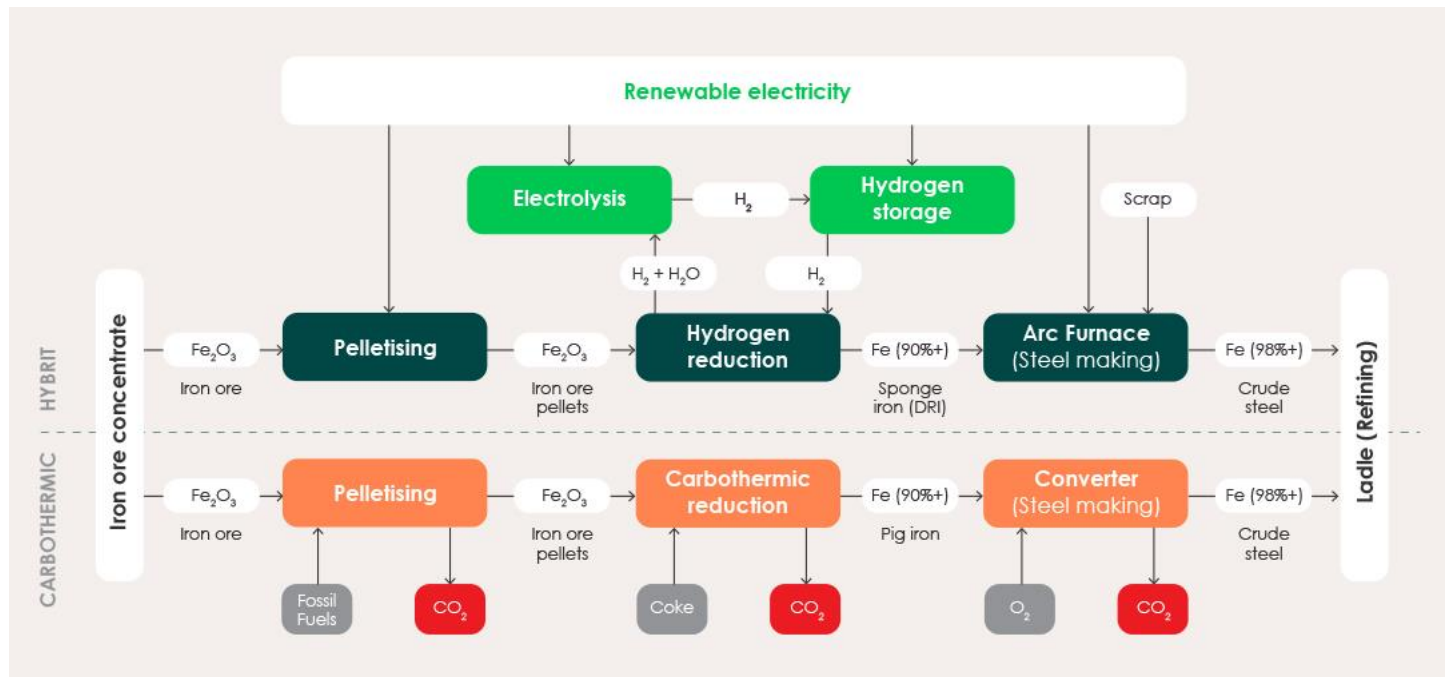 Renewable electricity
Electrolysis
H₂
Hydrogen
storage
Scrap
H₂ + H₂O
H₂
HYBRIT
Iron ore concentrate
Fe₂O₃
Iron ore
Pelletising
Fe₂O₃
Iron ore
pellets
Hydrogen
reduction
Fe (90%+)
Sponge
iron (DRI)
Arc Furnace
(Steel making)
Fe (98%+)
Crude
steel
Ladle (Refining)
CARBOTHERMIC
Fe₂O₃
Iron ore
Pelletising
Fe₂O₃
Iron ore
pellets
Carbothermic
reduction
Fe (90%+)
Pig iron
Converter
(Steel making)
Fe (98%+)
Crude
steel
Fossil
Fuels
CO₂
Coke
CO₂
O₂
CO₂